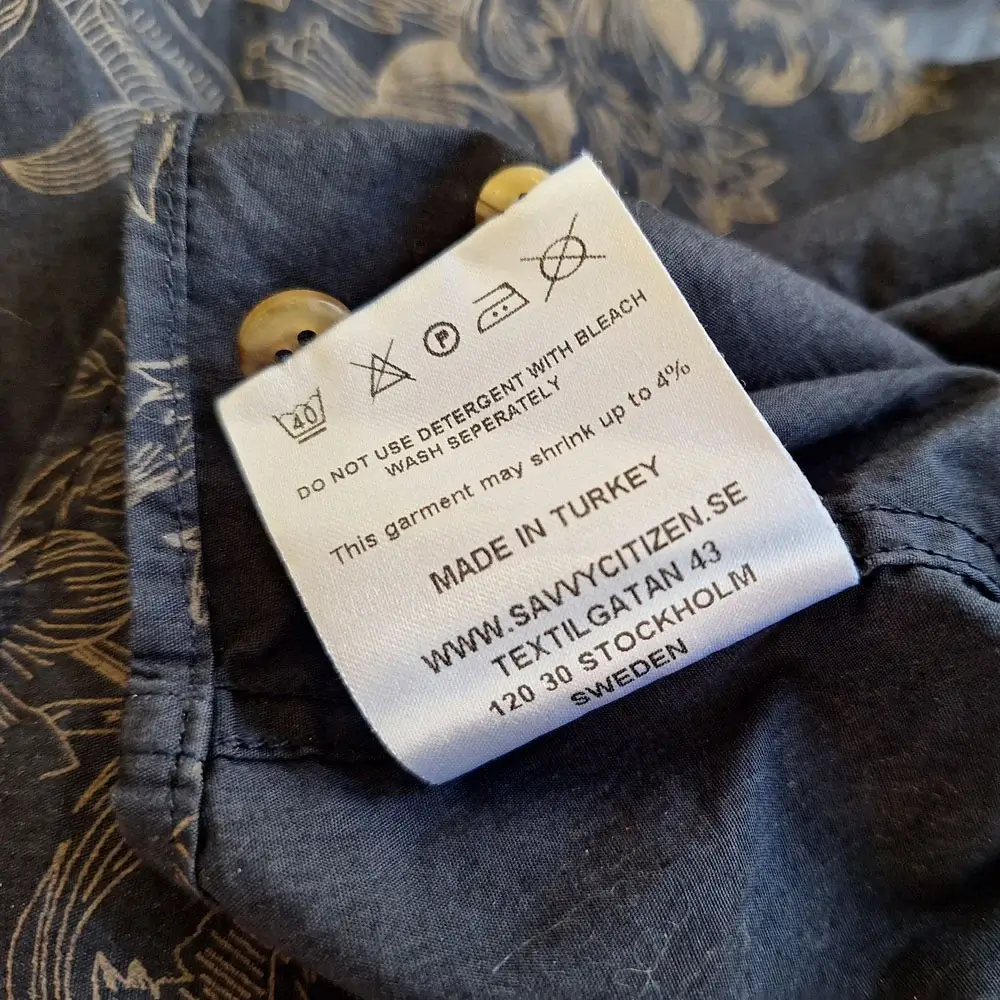 40
P
DO NOT USE DETERGENT WITH BLEACH
WASH SEPERATELY
This garment may shrink up to 4%
MADE IN TURKEY
WWW.SAVVYCITIZEN.SE
TEXTILGATAN 43
120 30 STOCKHOLM
SWEDEN